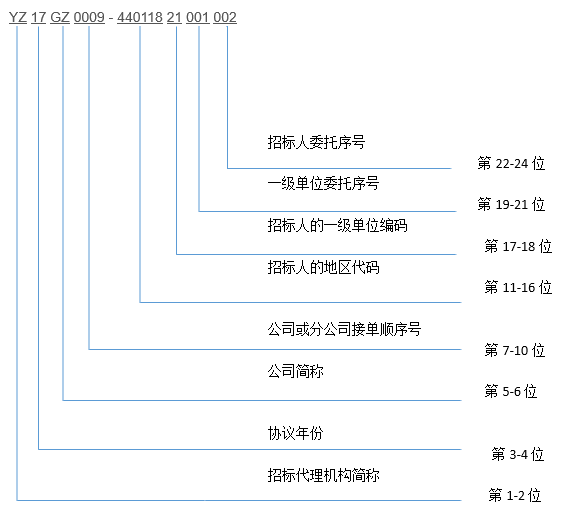 YZ 17 GZ 0009 - 440118 21 001 002
招标人委托序号
第 22-24 位
一级单位委托序号
第 19-21 位
招标人的一级单位编码
第 17-18 位
招标人的地区代码
第 11-16 位
公司或分公司接单顺序号
第 7-10 位
公司简称
第 5-6 位
协议年份
第 3-4 位
招标代理机构简称
第 1-2 位